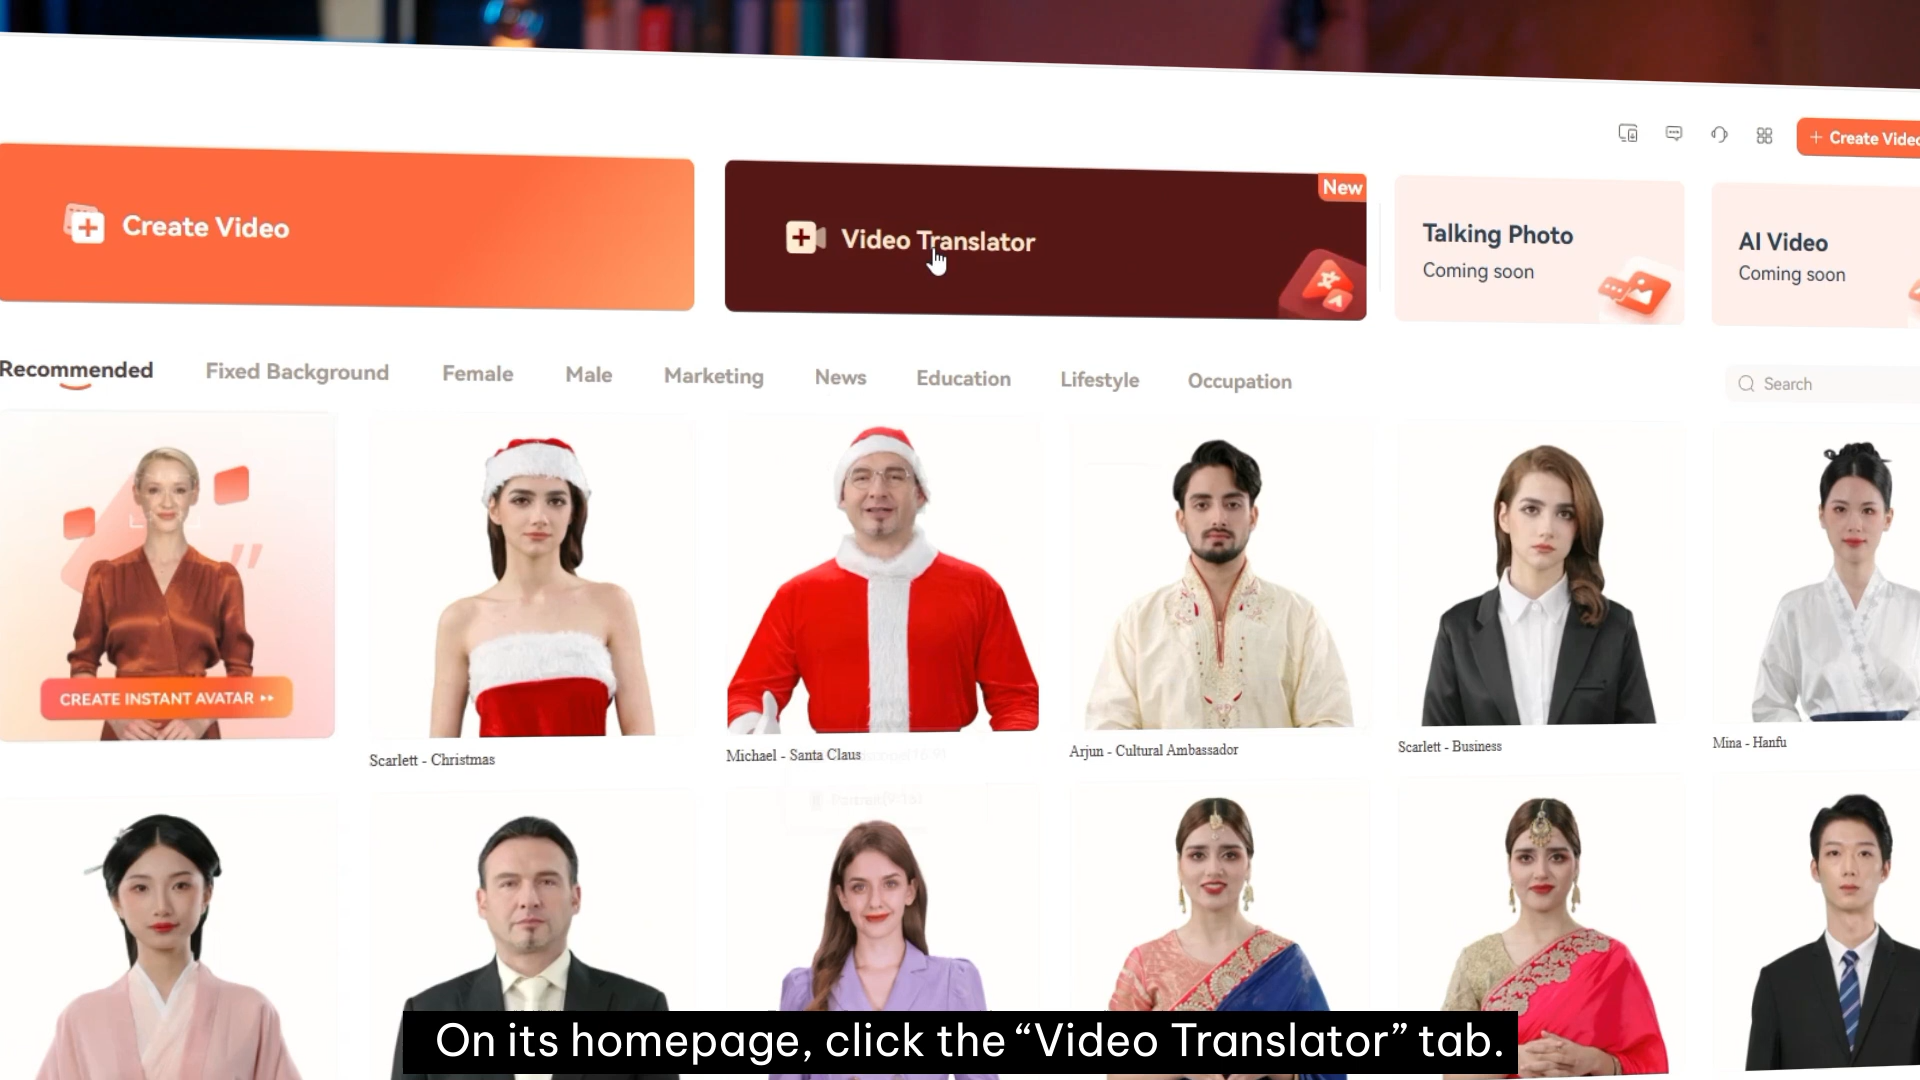 + Create Video
Create Video
New
Video Translator
Talking Photo
Coming soon
AI Video
Coming soon
Recommended
Fixed Background
Female
Male
Marketing
News
Education
Lifestyle
Occupation
Search
CREATE INSTANT AVATAR
Scarlett - Christmas
Michael - Santa Claus
Arjun - Cultural Ambassador
Scarlett - Business
Mina - Hanfu
On its homepage, click the “Video Translator” tab.